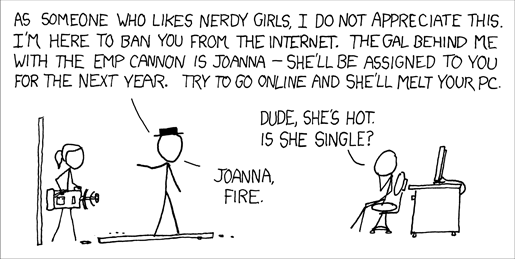 AS SOMEONE WHO LIKES NERDY GIRLS, I DO NOT APPRECIATE THIS.
I'M HERE TO BAN YOU FROM THE INTERNET. THE GAL BEHIND ME
WITH THE EMP CANNON IS JOANNA – SHE'LL BE ASSIGNED TO YOU
FOR THE NEXT YEAR. TRY TO GO ONLINE AND SHE'LL MELT YOUR PC.
DUDE, SHE'S HOT.
IS SHE SINGLE?
JOANNA,
FIRE.